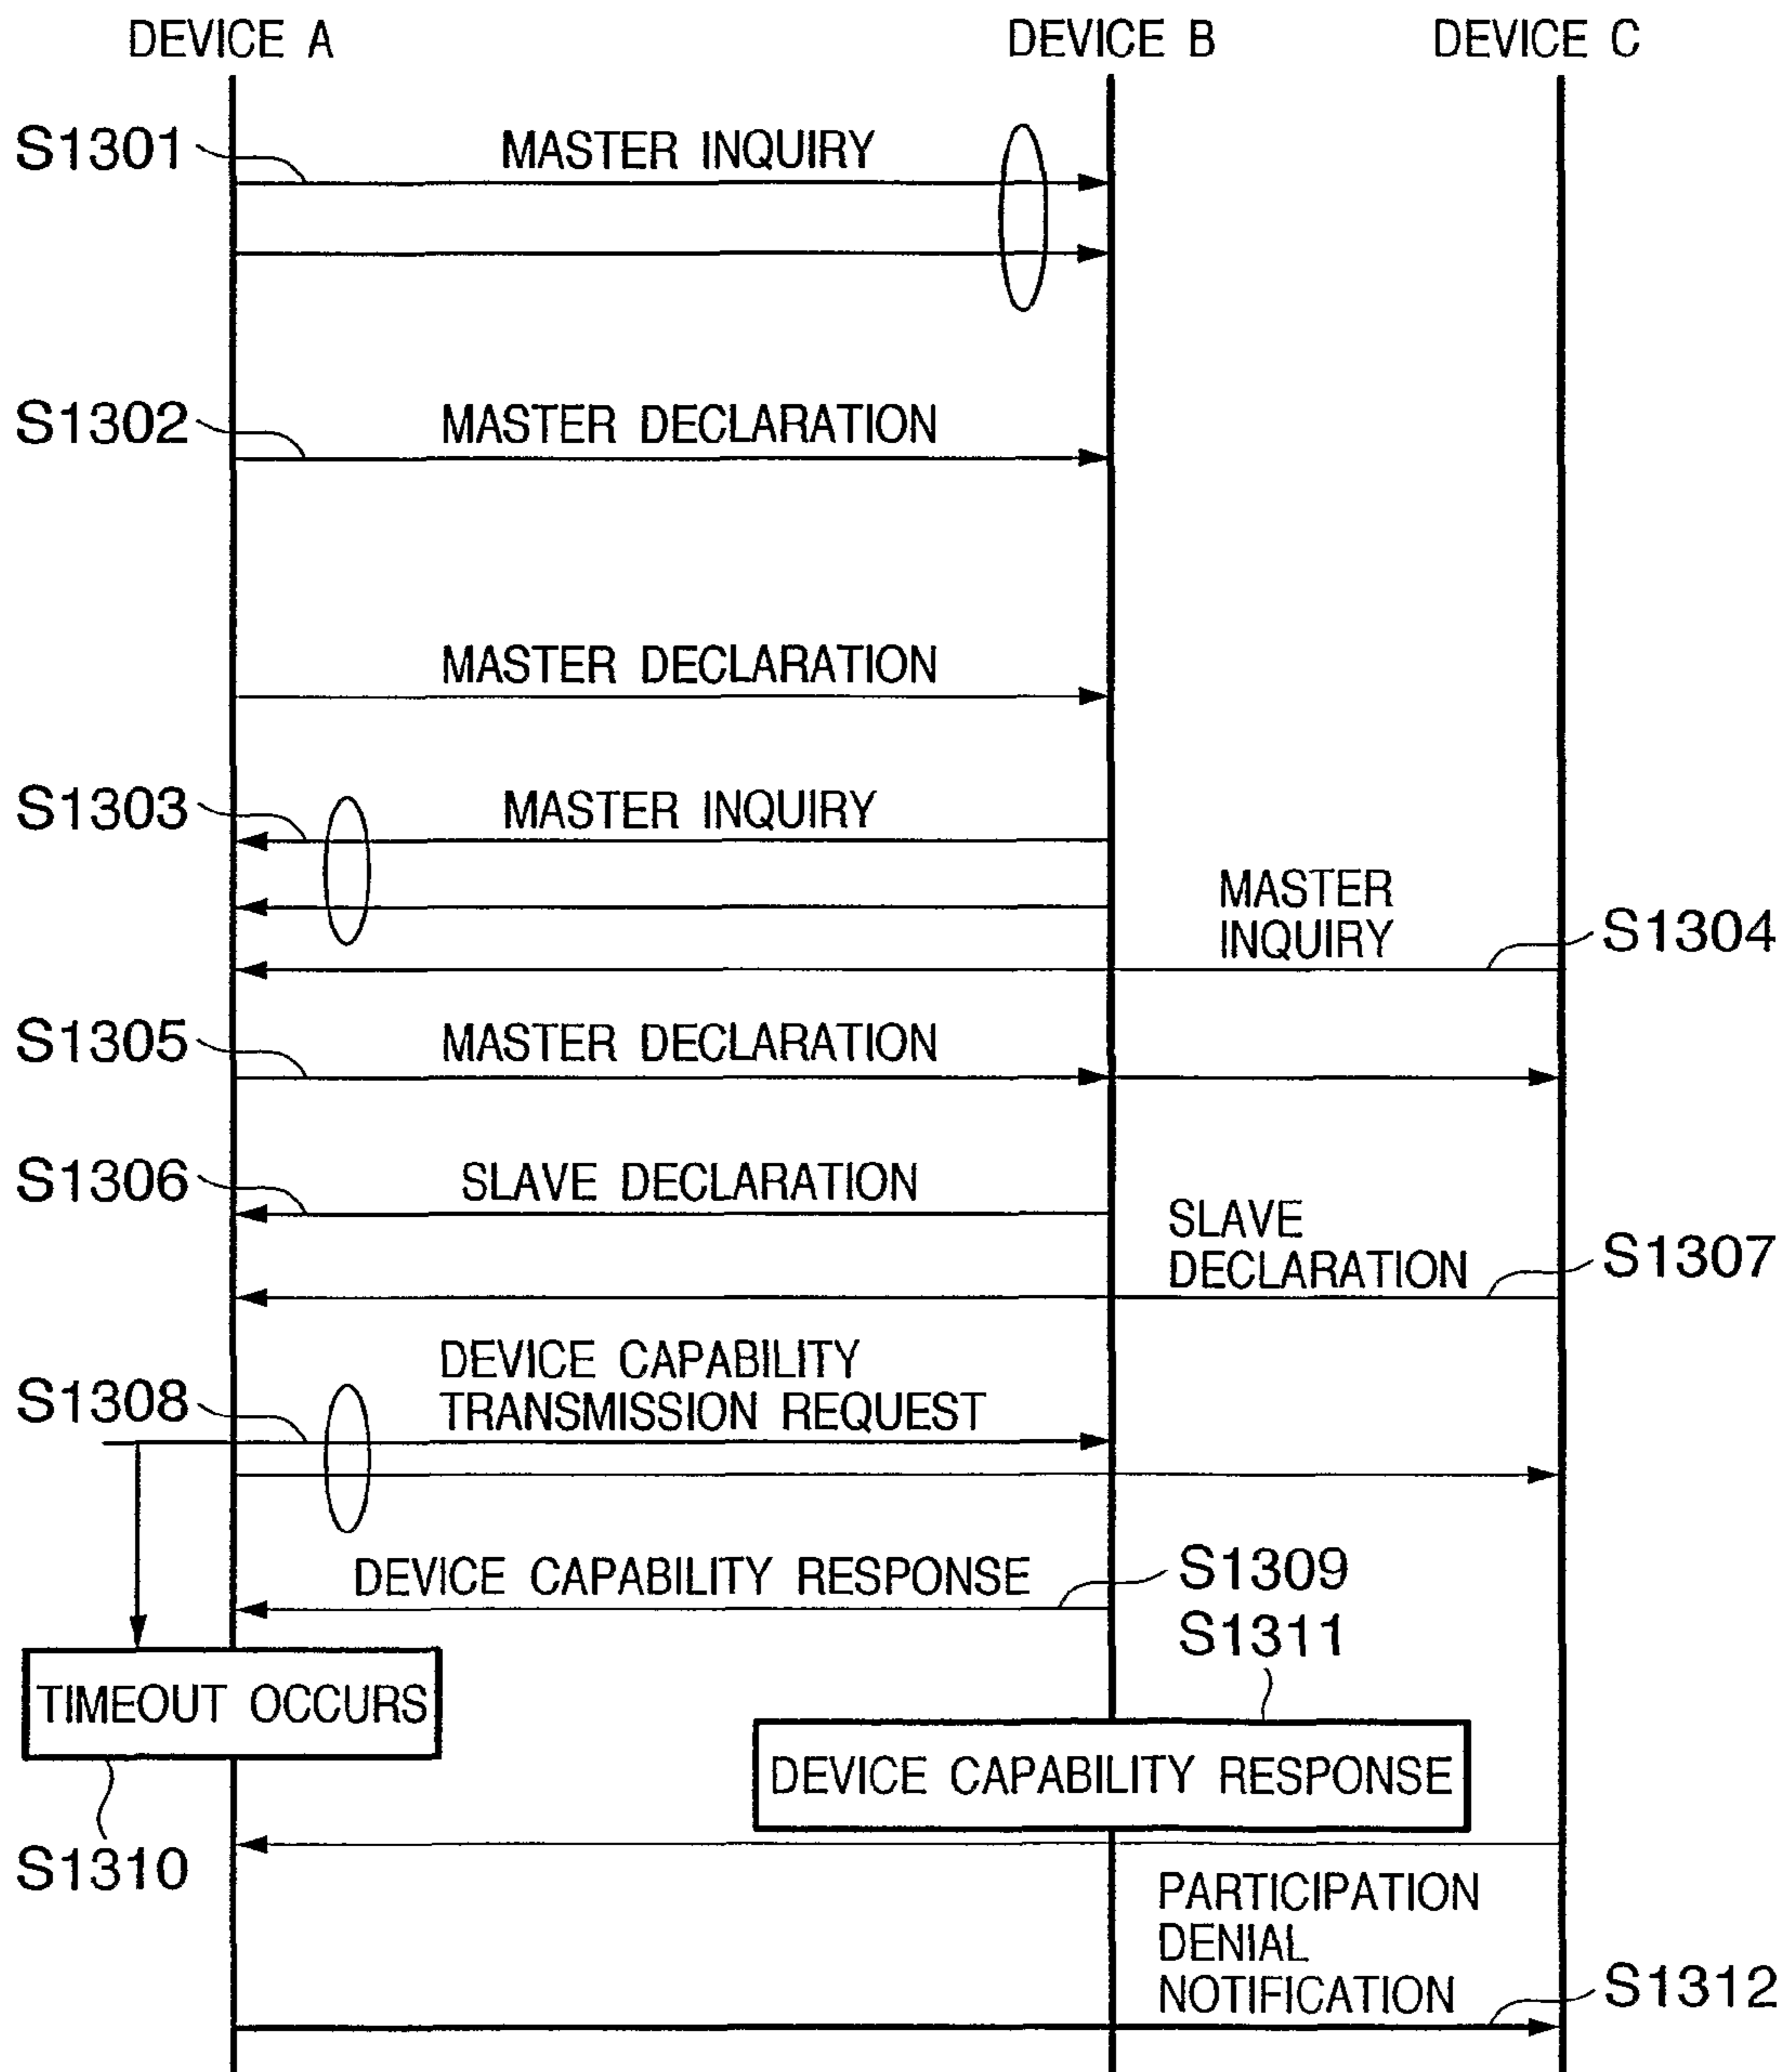 DEVICE A
DEVICE B
DEVICE C
S1301
MASTER INQUIRY
S1302
MASTER DECLARATION
MASTER DECLARATION
S1303
MASTER INQUIRY
MASTER
INQUIRY
S1304
S1305
MASTER DECLARATION
S1306
SLAVE DECLARATION
SLAVE
DECLARATION
S1307
DEVICE CAPABILITY
TRANSMISSION REQUEST
S1308
DEVICE CAPABILITY RESPONSE
S1309
S1311
TIMEOUT OCCURS
DEVICE CAPABILITY RESPONSE
S1310
PARTICIPATION
DENIAL
NOTIFICATION
S1312